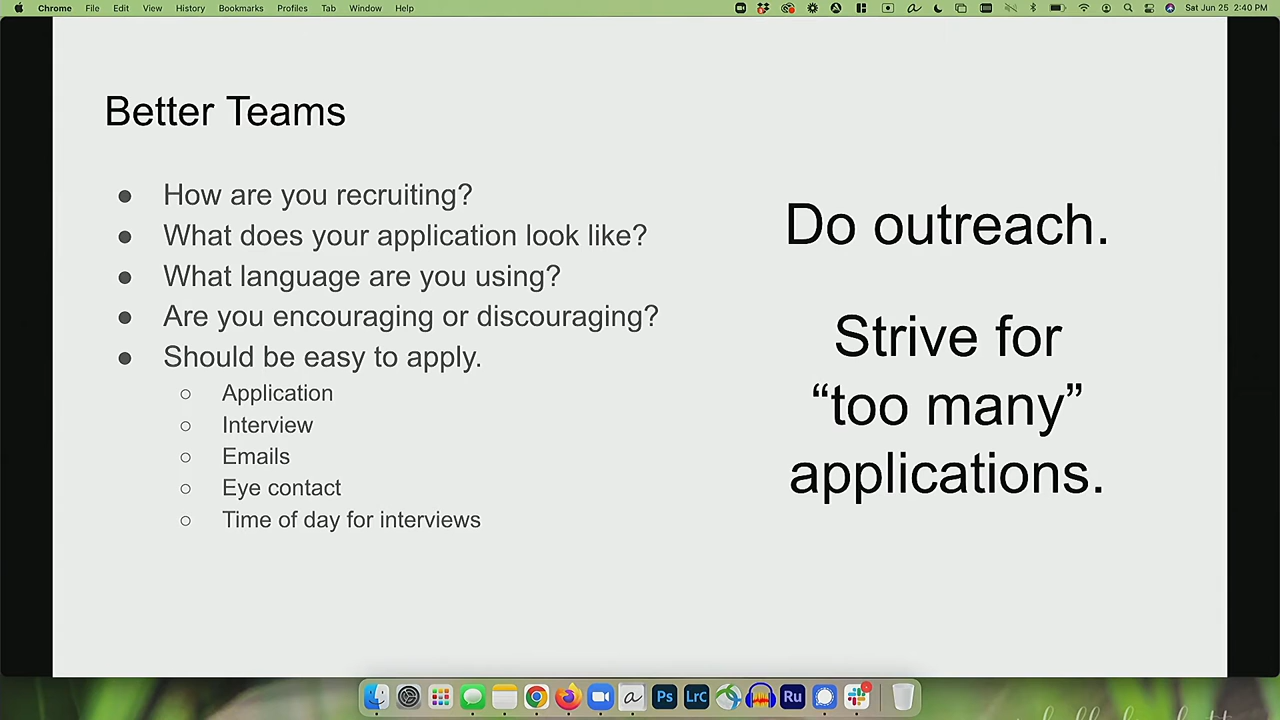 Chrome File Edit View History Bookmarks Profiles Tab Window Help
Sat Jun 25 2:40 PM
Better Teams
● How are you recruiting?
● What does your application look like?
● What language are you using?
● Are you encouraging or discouraging?
● Should be easy to apply.
○ Application
○ Interview
○ Emails
○ Eye contact
○ Time of day for interviews
Do outreach.
Strive for
“too many”
applications.
Ps
LrC
Ru